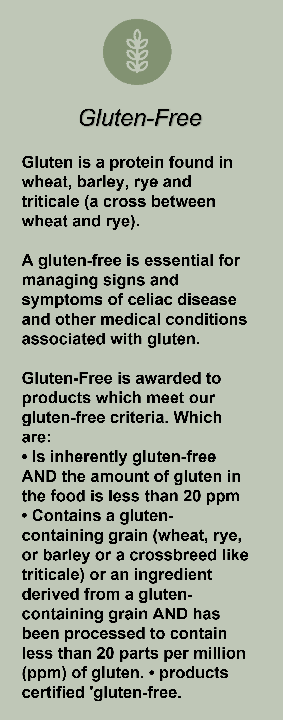 Gluten-Free
Gluten is a protein found in
wheat, barley, rye and
triticale (a cross between
wheat and rye).
A gluten-free is essential for
managing signs and
symptoms of celiac disease
and other medical conditions
associated with gluten.
Gluten-Free is awarded to
products which meet our
gluten-free criteria. Which
are:
• Is inherently gluten-free
AND the amount of gluten in
the food is less than 20 ppm
• Contains a gluten-
containing grain (wheat, rye,
or barley or a crossbreed like
triticale) or an ingredient
derived from a gluten-
containing grain AND has
been processed to contain
less than 20 parts per million
(ppm) of gluten. • products
certified 'gluten-free.